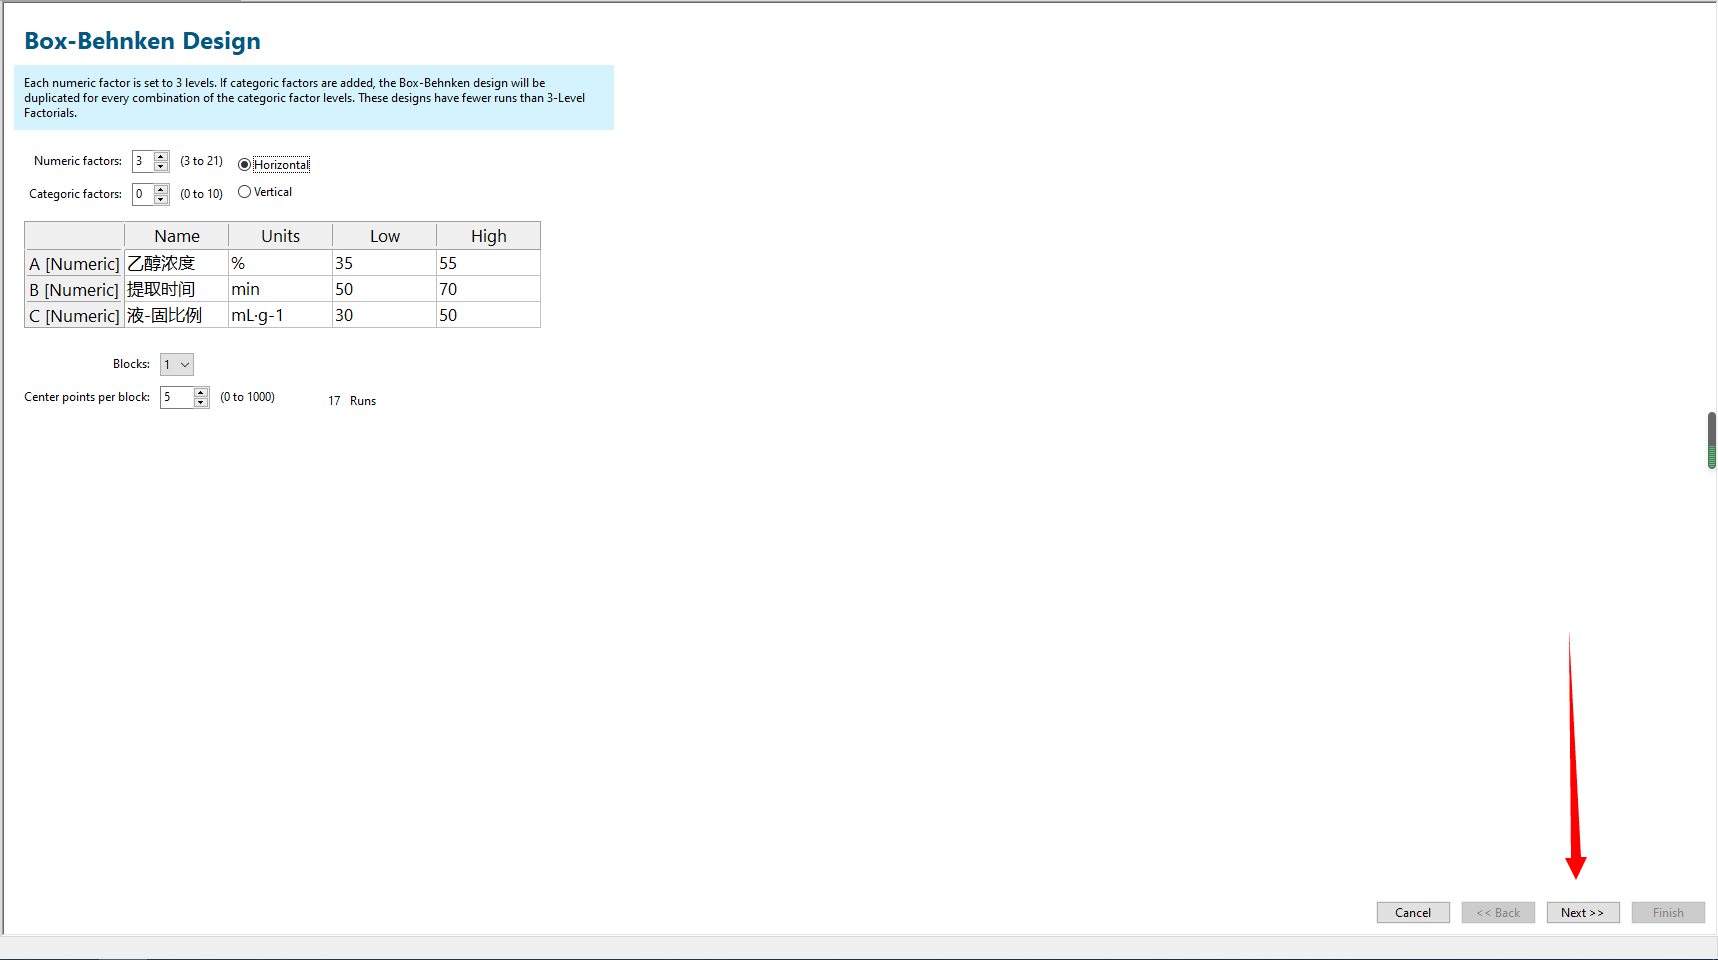 Box-Behnken Design
Each numeric factor is set to 3 levels. If categoric factors are added, the Box-Behnken design will be
duplicated for every combination of the categoric factor levels. These designs have fewer runs than 3-Level
Factorials.
Numeric factors: 3 (3 to 21) Horizontal
Categoric factors: 0 (0 to 10) Vertical
Name Units Low High
A [Numeric] 乙醇浓度 % 35 55
B [Numeric] 提取时间 min 50 70
C [Numeric] 液-固比例 mL·g-1 30 50
Blocks: 1
Center points per block: 5 (0 to 1000) 17 Runs
Cancel << Back Next >> Finish